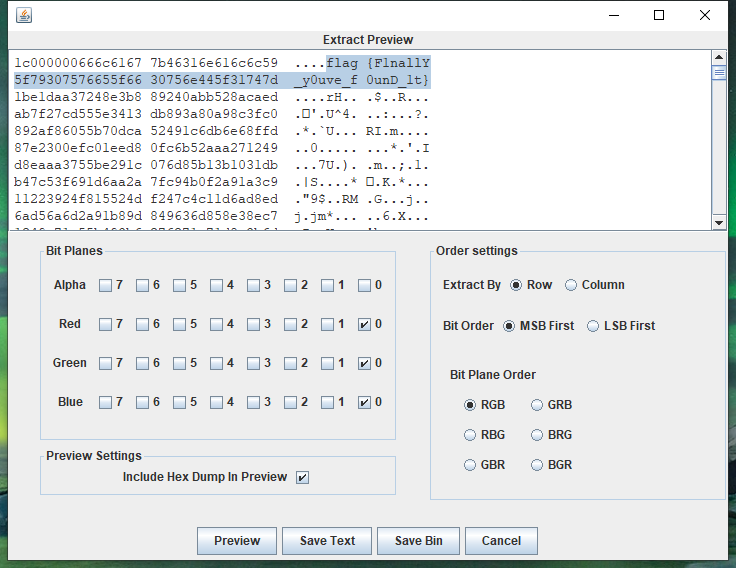 Extract Preview
1c000000666c6167 7b46316e616c6c59 ....flag {F1nallY
5f79307576655f66 30756e445f31747d _y0uve_f 0unD_1t}
1be1daa37248e3b8 89240abb528acaed ....rH.. .$..R...
ab7f27cd555e3413 db893a80a98c3fc0 .□'.U^4. ..:...?.
892af86055b70dca 52491c6db6e68ffd .*.`U... RI.m....
87e2300efc01eed8 0fc6b52aaa271249 ..0..... ...*.'.I
d8eaaa3755be291c 076d85b13b1031db ...7U.). .m..;.1.
b47c53f691d6aa2a 7fc94b0f2a91a3c9 .|S....* □.K.*...
11223924f815524d f247c4c11d6ad8ed ."9$..RM .G...j..
6ad56a6d2a91b89d 849636d858e38ec7 j.jm*... ..6.X...
Bit Planes
Alpha 7 6 5 4 3 2 1 0
Red 7 6 5 4 3 2 1 0
Green 7 6 5 4 3 2 1 0
Blue 7 6 5 4 3 2 1 0
Preview Settings
Include Hex Dump In Preview
Order settings
Extract By Row Column
Bit Order MSB First LSB First
Bit Plane Order
RGB GRB
RBG BRG
GBR BGR
Preview Save Text Save Bin Cancel